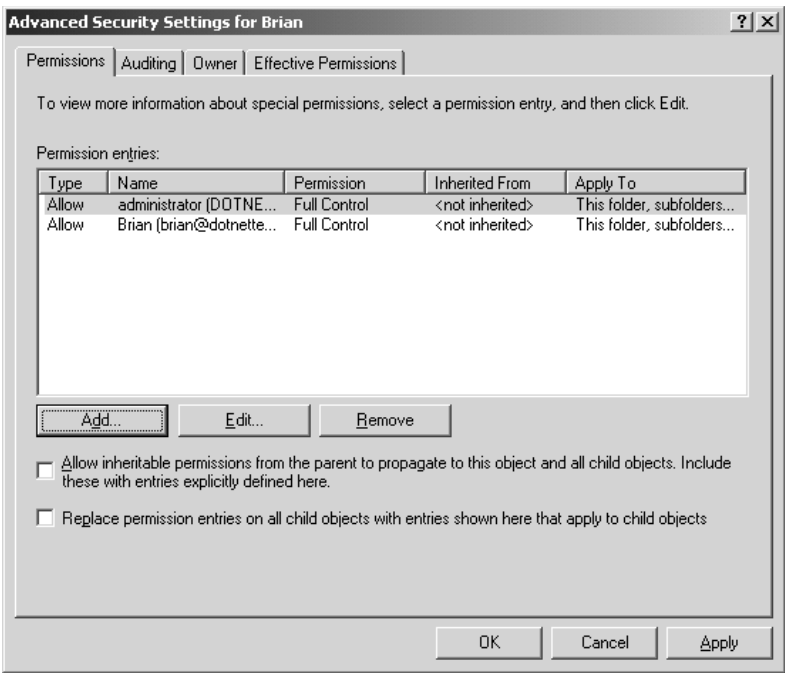 Advanced Security Settings for Brian
Permissions Auditing Owner Effective Permissions
To view more information about special permissions, select a permission entry, and then click Edit.
Permission entries:
Type Name Permission Inherited From Apply To
Allow administrator (DOTNE... Full Control <not inherited> This folder, subfolders...
Allow Brian (brian@dotnette... Full Control <not inherited> This folder, subfolders...
Add... Edit... Remove
Allow inheritable permissions from the parent to propagate to this object and all child objects. Include
these with entries explicitly defined here.
Replace permission entries on all child objects with entries shown here that apply to child objects
OK Cancel Apply